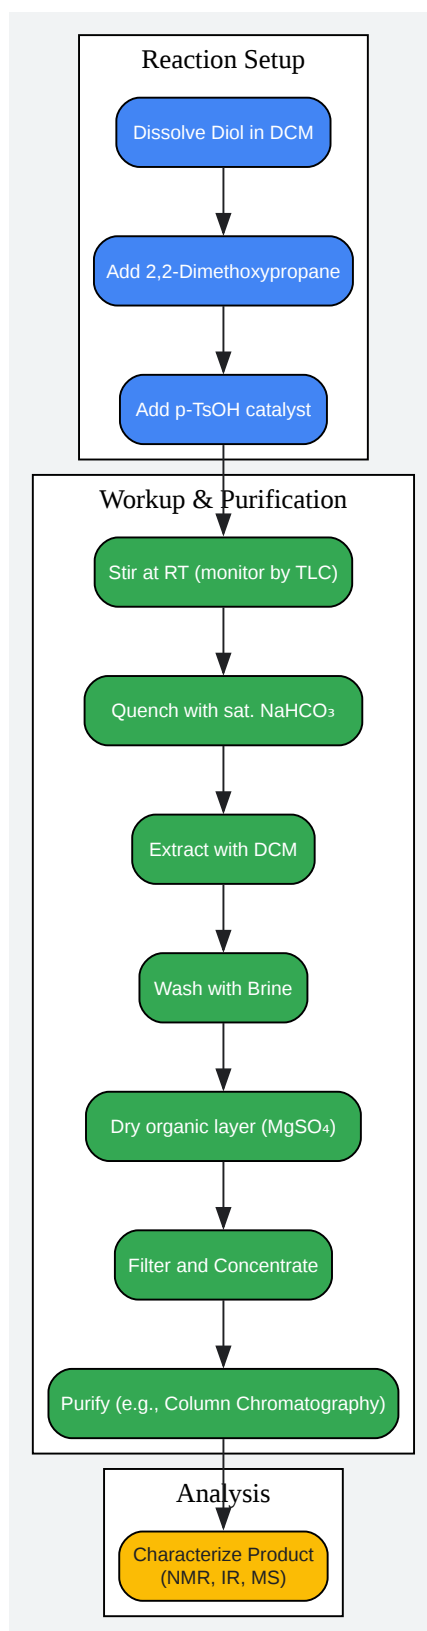 Reaction Setup
Dissolve Diol in DCM
Add 2,2-Dimethoxypropane
Add p-TsOH catalyst
Workup & Purification
Stir at RT (monitor by TLC)
Quench with sat. NaHCO₃
Extract with DCM
Wash with Brine
Dry organic layer (MgSO₄)
Filter and Concentrate
Purify (e.g., Column Chromatography)
Analysis
Characterize Product
(NMR, IR, MS)